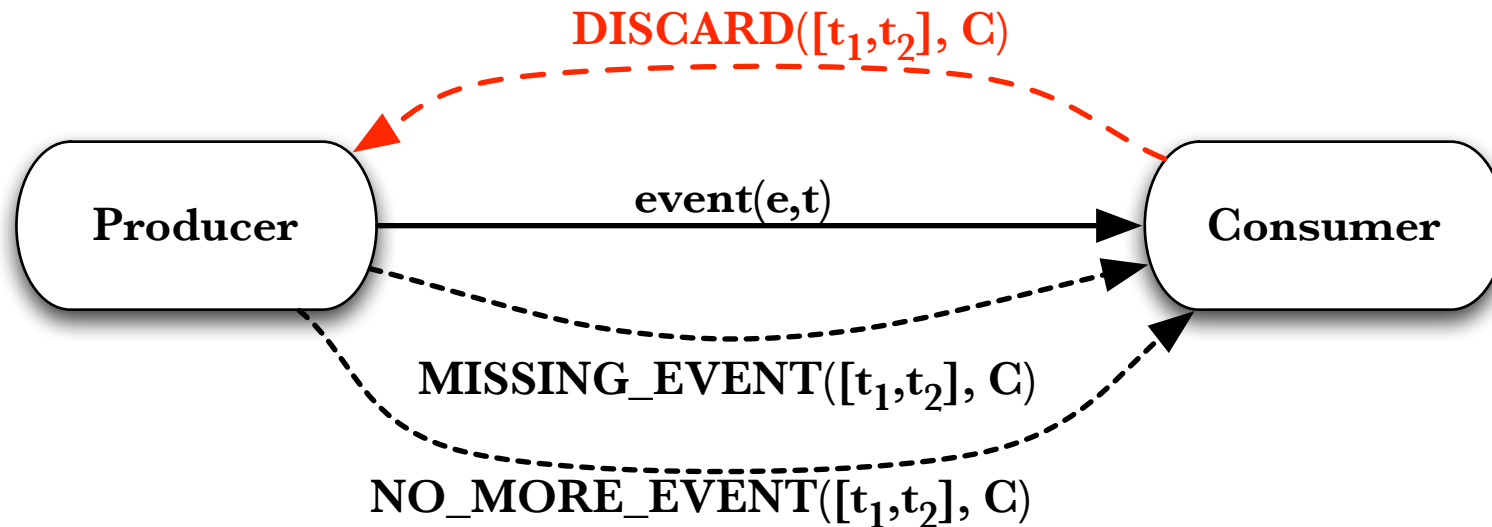 DISCARD([t₁,t₂], C)
event(e,t)
Producer
Consumer
MISSING_EVENT([t₁,t₂], C)
NO_MORE_EVENT([t₁,t₂], C)